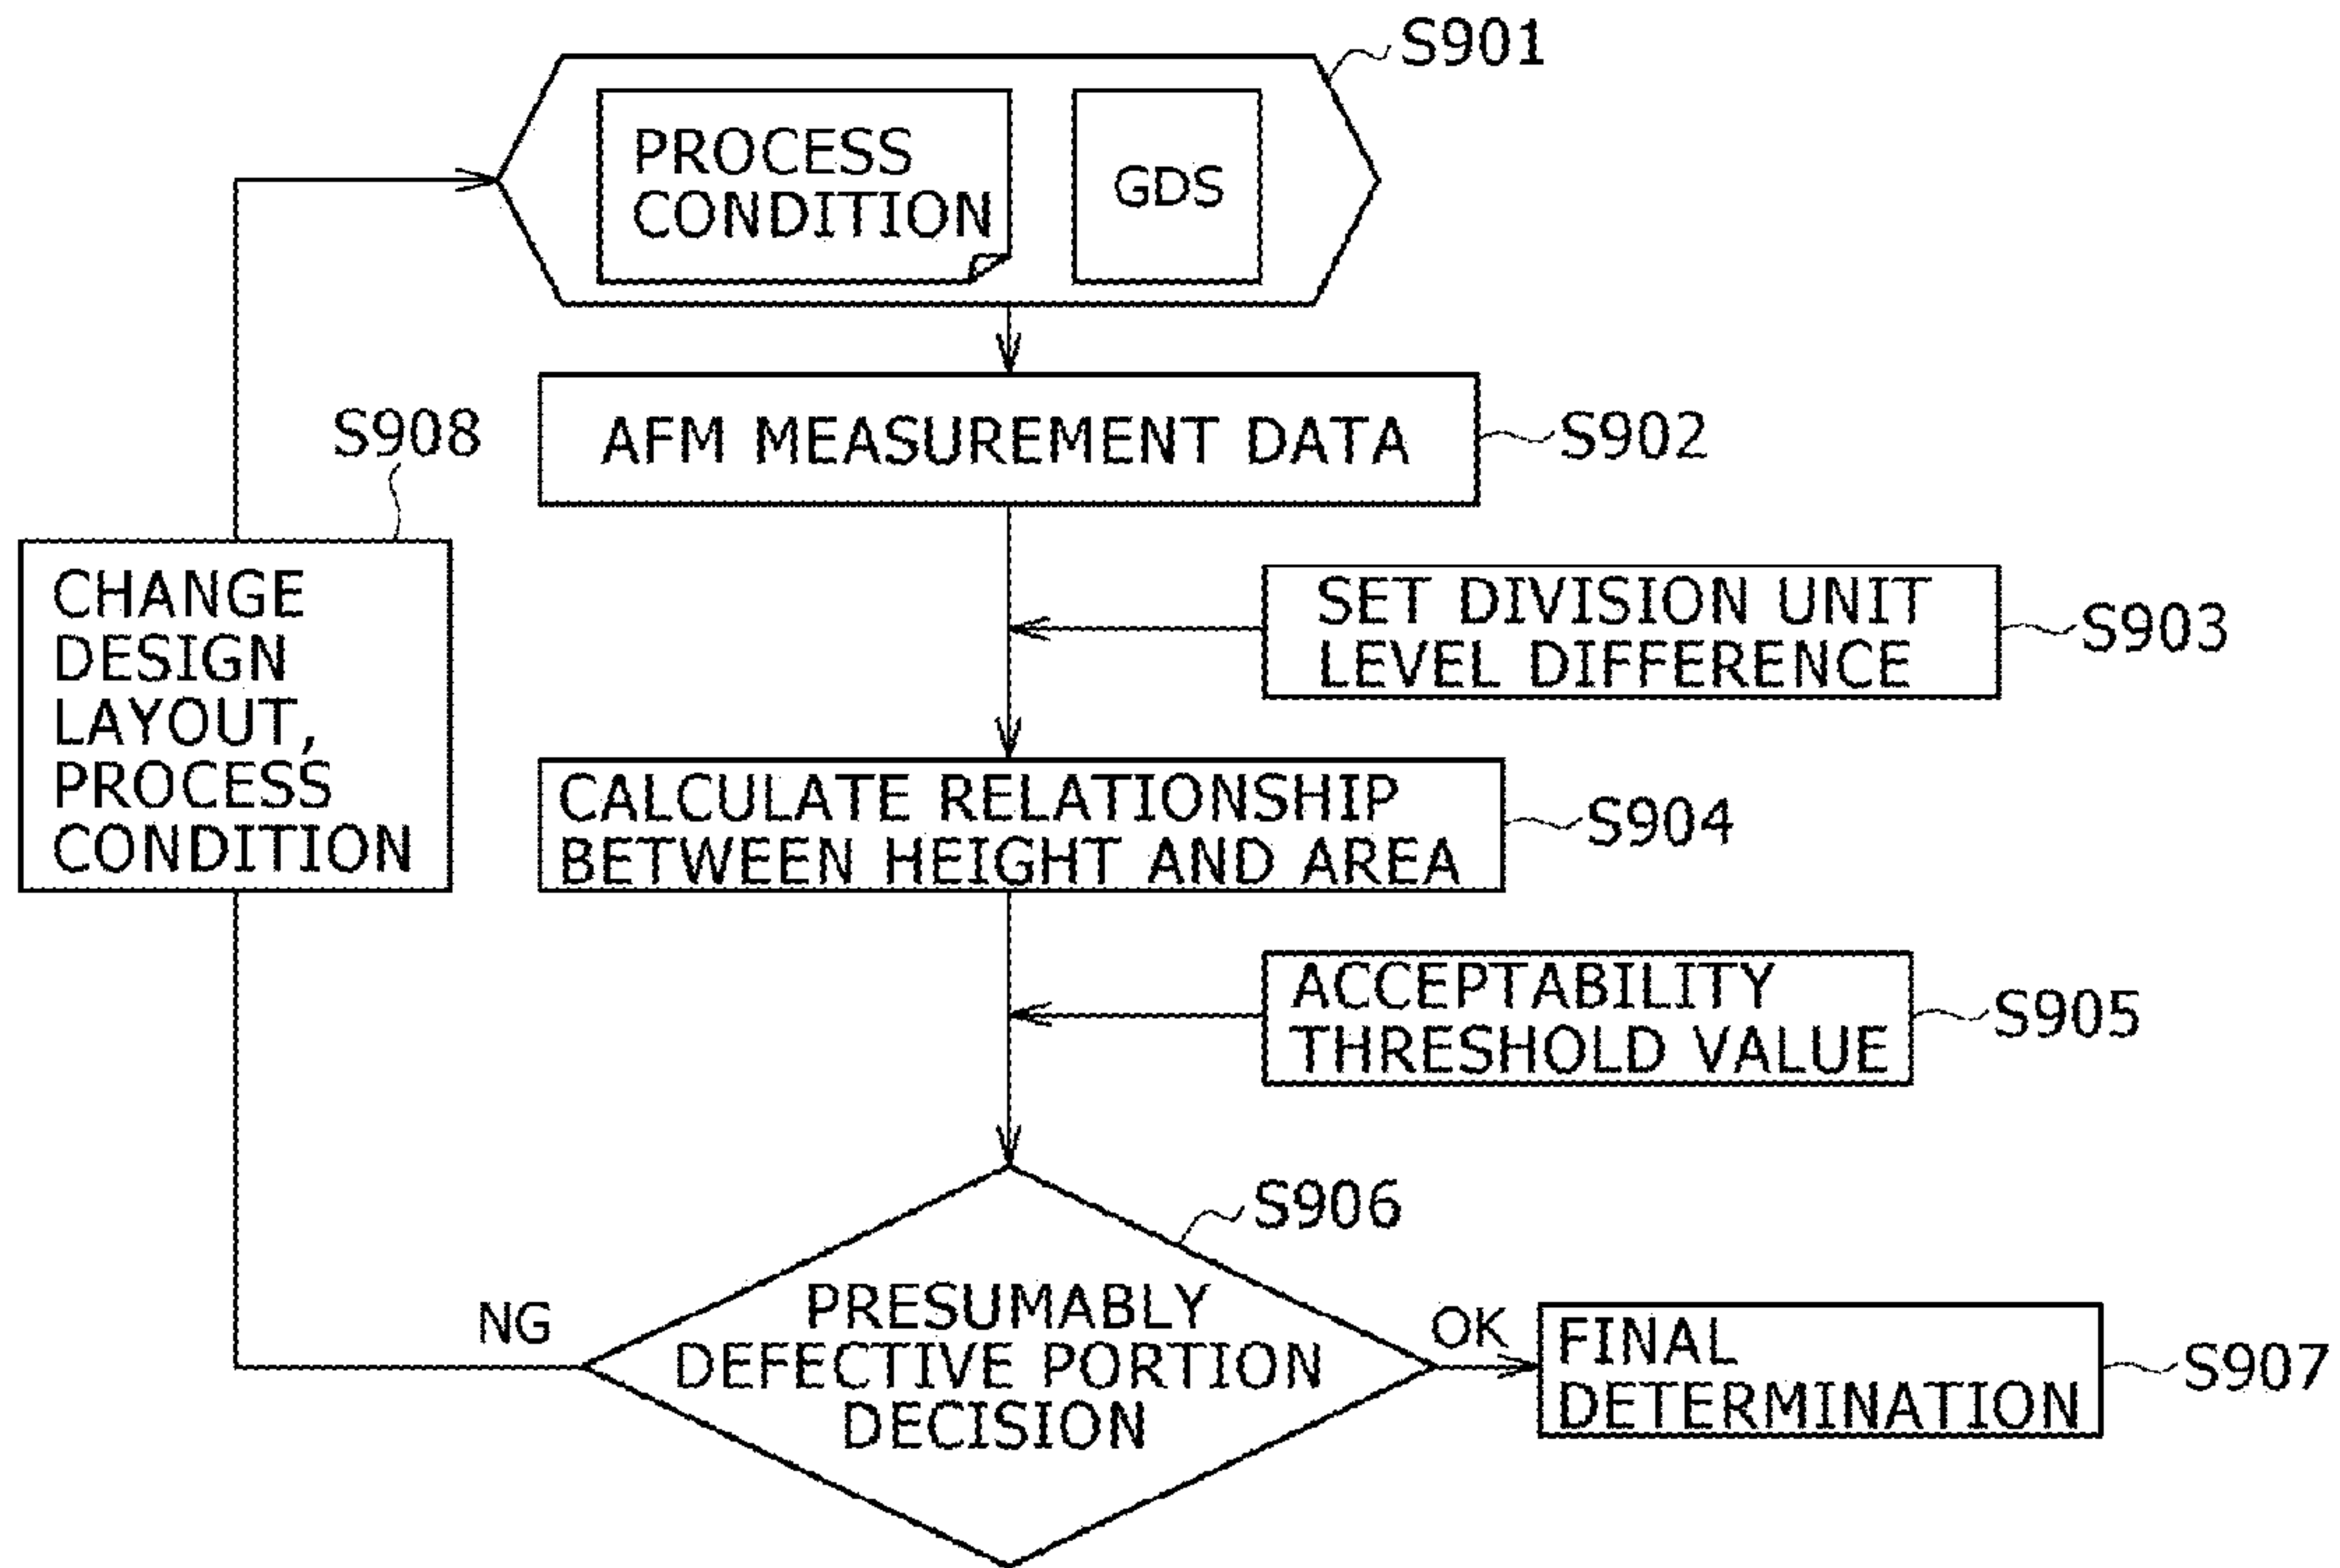 S901
PROCESS
CONDITION
GDS
AFM MEASUREMENT DATA
S902
S908
CHANGE
DESIGN
LAYOUT,
PROCESS
CONDITION
SET DIVISION UNIT
LEVEL DIFFERENCE
S903
CALCULATE RELATIONSHIP
BETWEEN HEIGHT AND AREA
S904
ACCEPTABILITY
THRESHOLD VALUE
S905
S906
PRESUMABLY
DEFECTIVE PORTION
DECISION
NG
OK
FINAL
DETERMINATION
S907